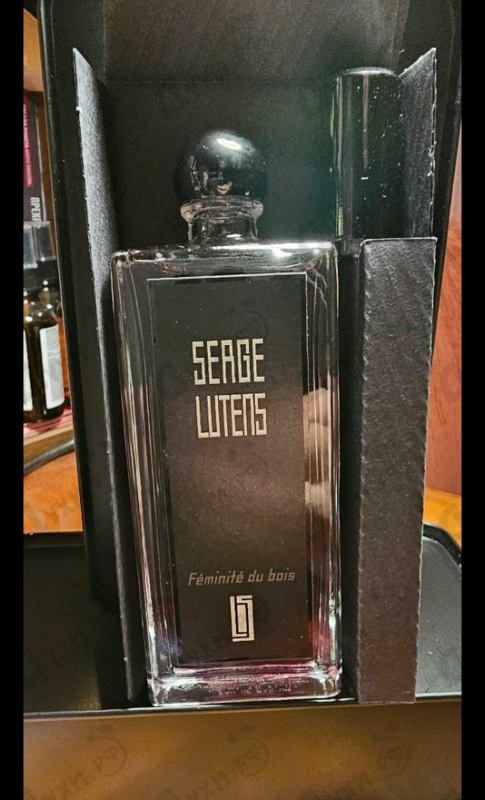 SERGE
LUTENS
Féminité du bois